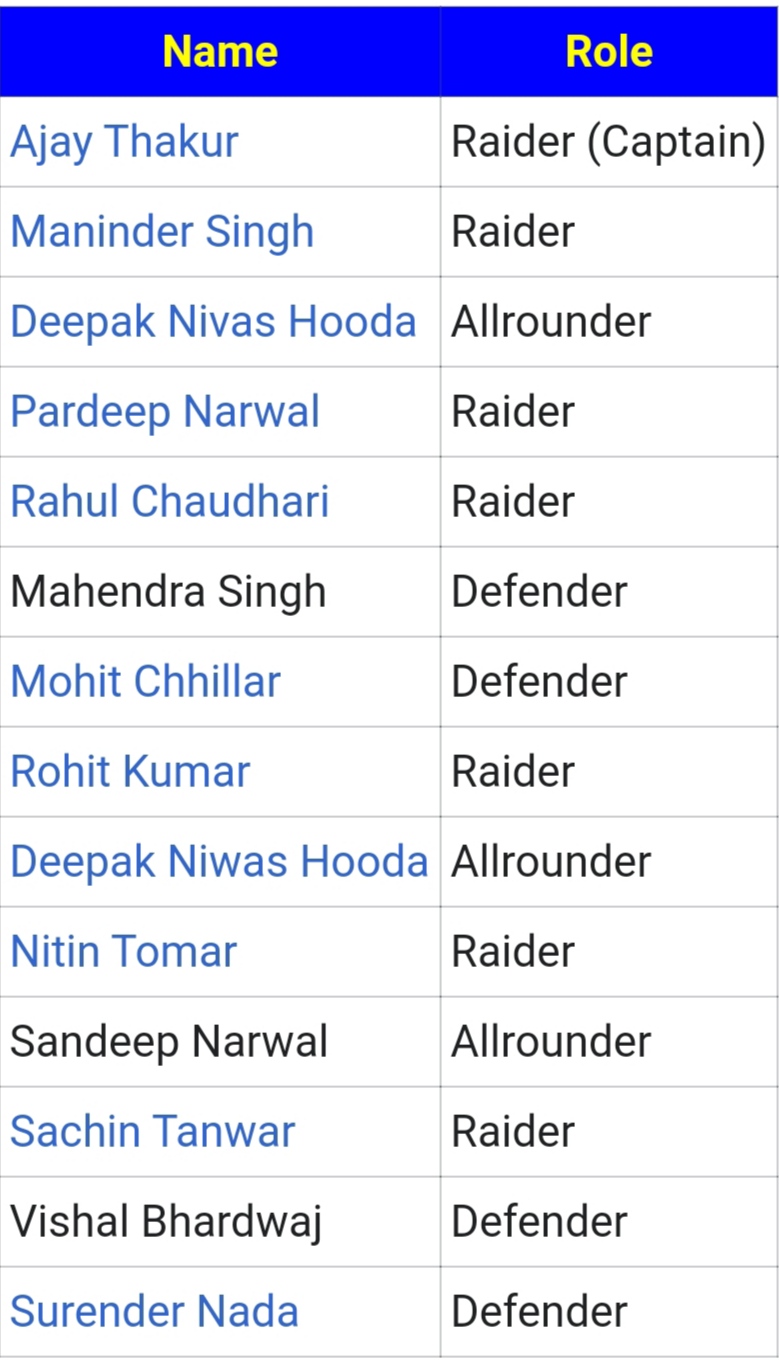 Name Role
Ajay Thakur Raider (Captain)
Maninder Singh Raider
Deepak Nivas Hooda Allrounder
Pardeep Narwal Raider
Rahul Chaudhari Raider
Mahendra Singh Defender
Mohit Chhillar Defender
Rohit Kumar Raider
Deepak Niwas Hooda Allrounder
Nitin Tomar Raider
Sandeep Narwal Allrounder
Sachin Tanwar Raider
Vishal Bhardwaj Defender
Surender Nada Defender